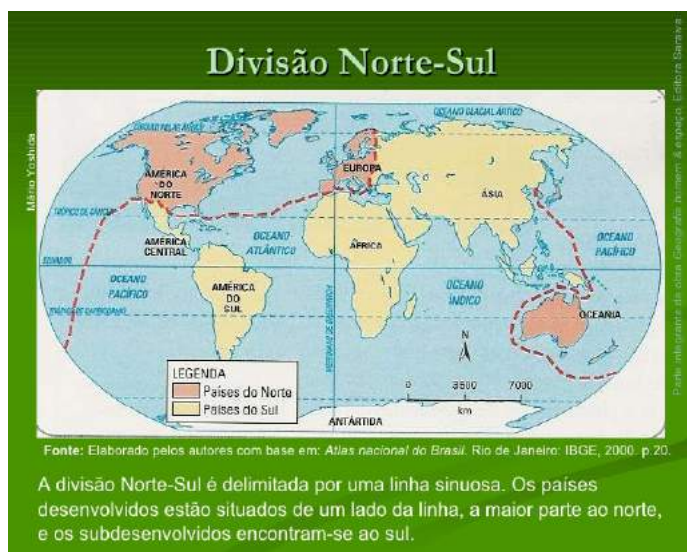 Divisão Norte-Sul
Mário Yoshida
Parte integrante da obra Geografia homem & espaço, Editora Saraiva
OCEANO GLACIAL ÁRTICO
CÍRCULO POLAR ÁRTICO
AMÉRICA
DO
NORTE
EUROPA
ÁSIA
TRÓPICO DE CÂNCER
AMÉRICA
CENTRAL
OCEANO
ATLÂNTICO
ÁFRICA
OCEANO
PACÍFICO
EQUADOR
OCEANO
PACÍFICO
AMÉRICA
DO
SUL
OCEANO
ÍNDICO
OCEANIA
TRÓPICO DE CAPRICÓRNIO
MERIDIANO DE GREENWICH
N
LEGENDA
Países do Norte
Países do Sul
0 3500 7000
km
ANTÁRTIDA
Fonte: Elaborado pelos autores com base em: Atlas nacional do Brasil. Rio de Janeiro: IBGE, 2000. p.20.
A divisão Norte-Sul é delimitada por uma linha sinuosa. Os países
desenvolvidos estão situados de um lado da linha, a maior parte ao norte,
e os subdesenvolvidos encontram-se ao sul.